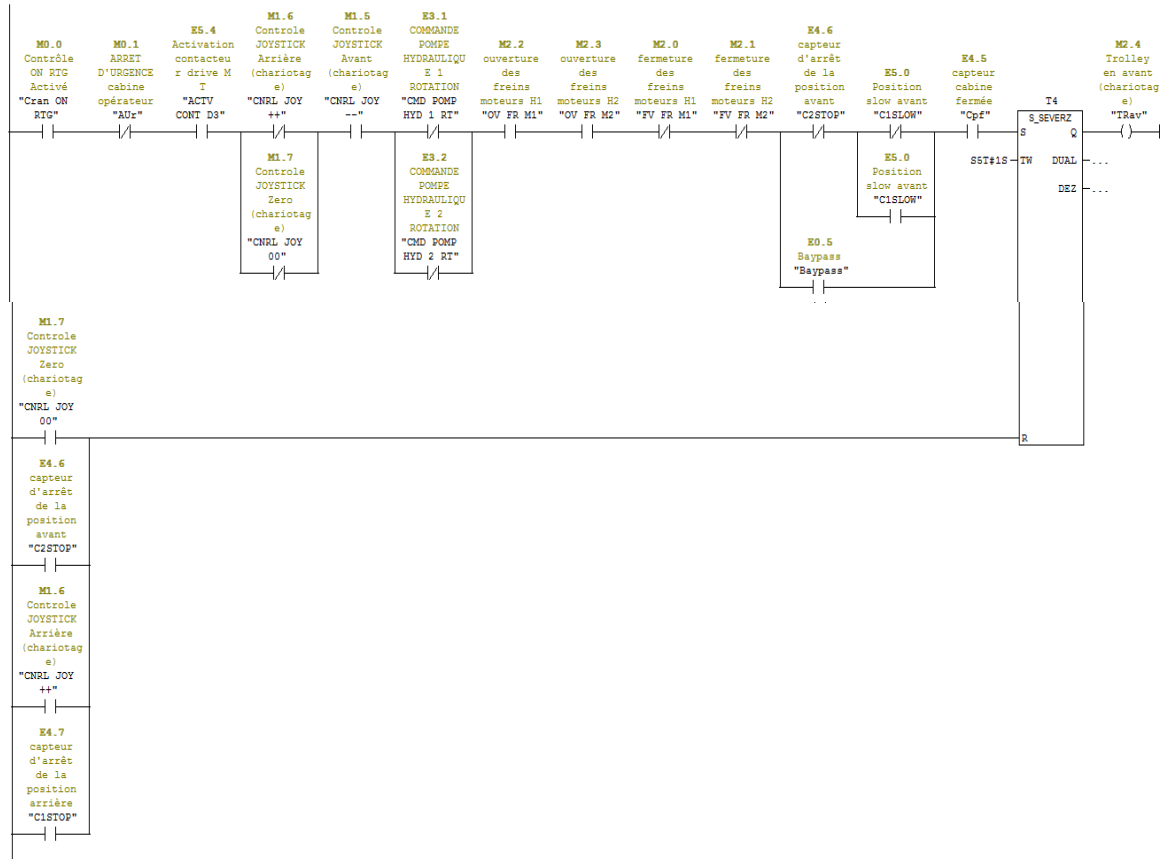 M0.0
Contrôle
ON RTG
Activé
"Cran ON
RTG"
M0.1
ARRET
D'URGENCE
cabine
opérateur
"AUr"
E5.4
Activation
contacteu
r drive M
T
"ACTV
CONT D3"
M1.6
Controle
JOYSTICK
Arrière
(chariotag
e)
"CNRL JOY
++"
M1.5
Controle
JOYSTICK
Avant
(chariotag
e)
"CNRL JOY
--"
E3.1
COMMANDE
POMPE
HYDRAULIQU
E 1
ROTATION
"CMD POMP
HYD 1 RT"
M2.2
ouverture
des
freins
moteurs H1
"OV FR M1"
M2.3
ouverture
des
freins
moteurs H2
"OV FR M2"
M2.0
fermeture
des
freins
moteurs H1
"FV FR M1"
M2.1
fermeture
des
freins
moteurs H2
"FV FR M2"
E4.6
capteur
d'arrêt
de la
position
avant
"C2STOP"
E5.0
Position
slow avant
"C1SLOW"
E4.5
capteur
cabine
fermée
"Cpf"
T4
S_SEVERZ
S Q
S5T#1S TW DUAL ...
DEZ ...
R
M2.4
Trolley
en avant
(chariotag
e)
"TRav"
M1.7
Controle
JOYSTICK
Zero
(chariotag
e)
"CNRL JOY
00"
E3.2
COMMANDE
POMPE
HYDRAULIQU
E 2
ROTATION
"CMD POMP
HYD 2 RT"
E5.0
Position
slow avant
"C1SLOW"
E0.5
Baypass
"Baypass"
M1.7
Controle
JOYSTICK
Zero
(chariotag
e)
"CNRL JOY
00"
E4.6
capteur
d'arrêt
de la
position
avant
"C2STOP"
M1.6
Controle
JOYSTICK
Arrière
(chariotag
e)
"CNRL JOY
++"
E4.7
capteur
d'arrêt
de la
position
arrière
"C1STOP"